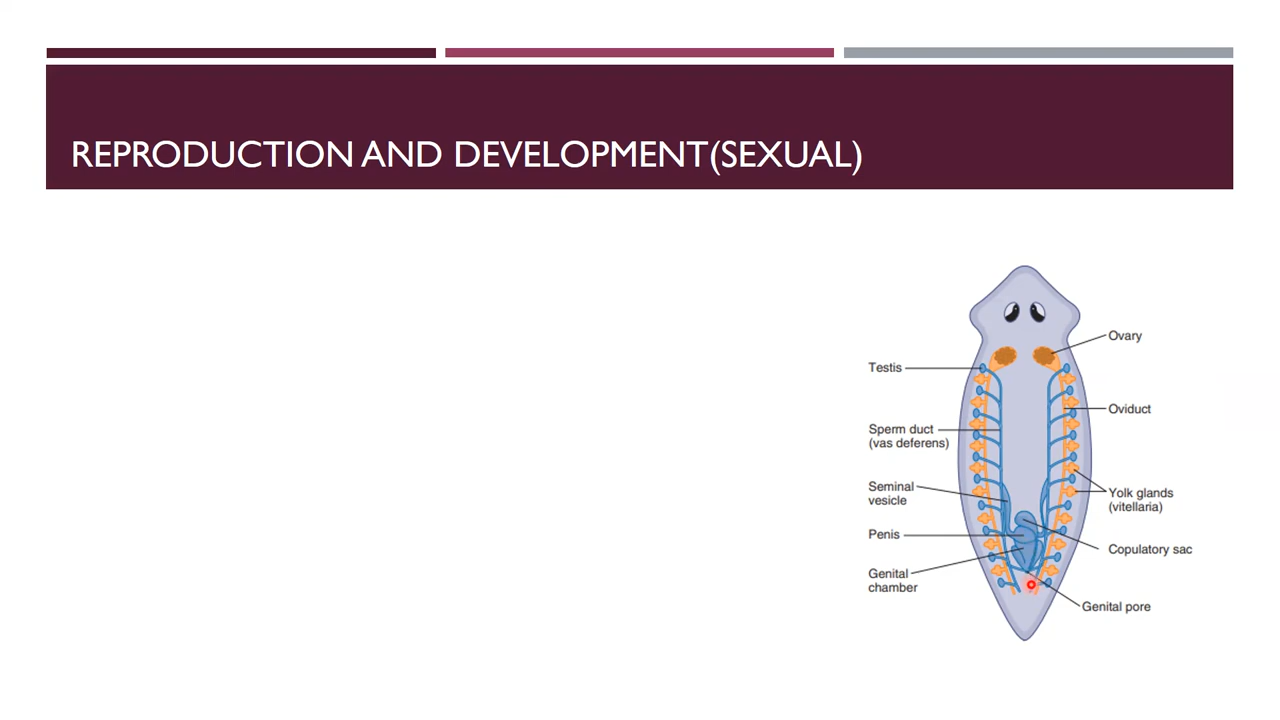 REPRODUCTION AND DEVELOPMENT(SEXUAL)
Ovary
Testis
Oviduct
Sperm duct
(vas deferens)
Seminal
vesicle
Yolk glands
(vitellaria)
Penis
Copulatory sac
Genital
chamber
Genital pore